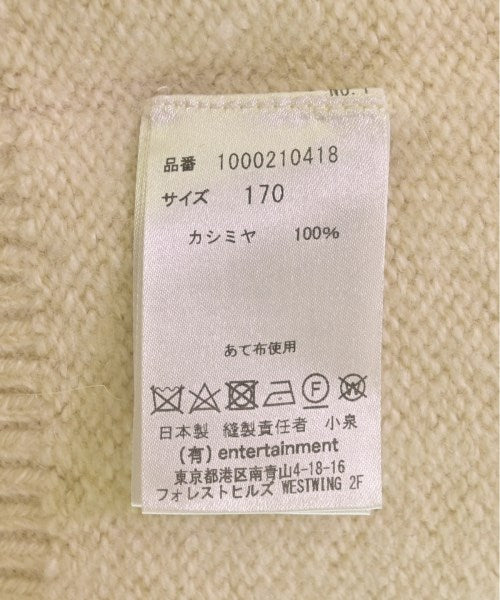 NO. 1
品番 1000210418
サイズ 170
カシミヤ 100%
あて布使用
F W
日本製 縫製責任者 小泉
(有) entertainment
東京都港区南青山4-18-16
フォレストヒルズ WESTWING 2F